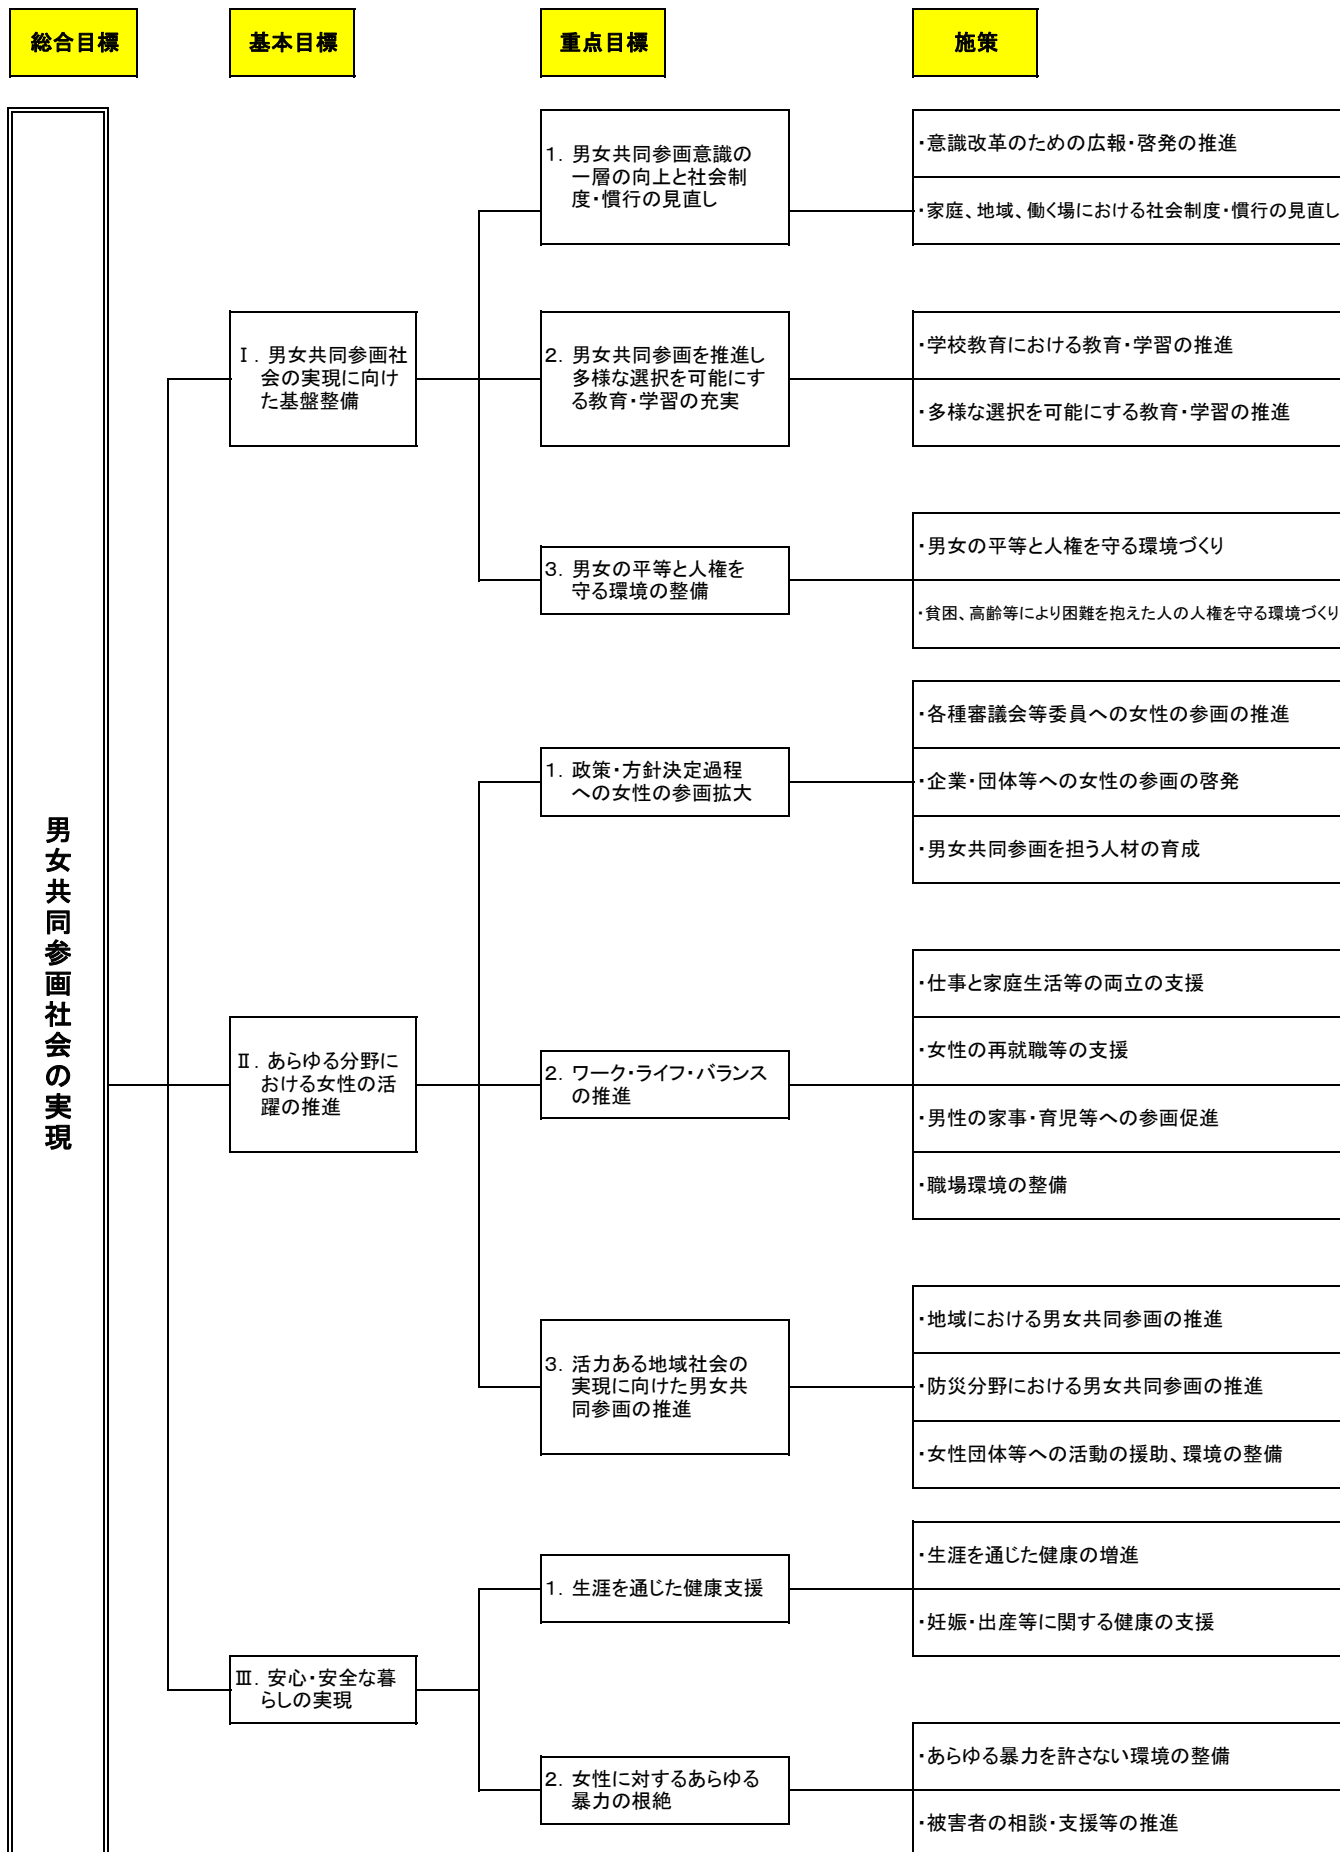 総合目標
基本目標
重点目標
施策
男女共同参画社会の実現
Ⅰ．男女共同参画社
会の実現に向け
た基盤整備
1．男女共同参画意識の
一層の向上と社会制
度・慣行の見直し
・意識改革のための広報・啓発の推進
・家庭、地域、働く場における社会制度・慣行の見直し
2．男女共同参画を推進し
多様な選択を可能にす
る教育・学習の充実
・学校教育における教育・学習の推進
・多様な選択を可能にする教育・学習の推進
3．男女の平等と人権を
守る環境の整備
・男女の平等と人権を守る環境づくり
・貧困、高齢等により困難を抱えた人の人権を守る環境づくり
Ⅱ．あらゆる分野に
おける女性の活
躍の推進
1．政策・方針決定過程
への女性の参画拡大
・各種審議会等委員への女性の参画の推進
・企業・団体等への女性の参画の啓発
・男女共同参画を担う人材の育成
2．ワーク・ライフ・バランス
の推進
・仕事と家庭生活等の両立の支援
・女性の再就職等の支援
・男性の家事・育児等への参画促進
・職場環境の整備
3．活力ある地域社会の
実現に向けた男女共
同参画の推進
・地域における男女共同参画の推進
・防災分野における男女共同参画の推進
・女性団体等への活動の援助、環境の整備
Ⅲ．安心・安全な暮
らしの実現
1．生涯を通じた健康支援
・生涯を通じた健康の増進
・妊娠・出産等に関する健康の支援
2．女性に対するあらゆる
暴力の根絶
・あらゆる暴力を許さない環境の整備
・被害者の相談・支援等の推進